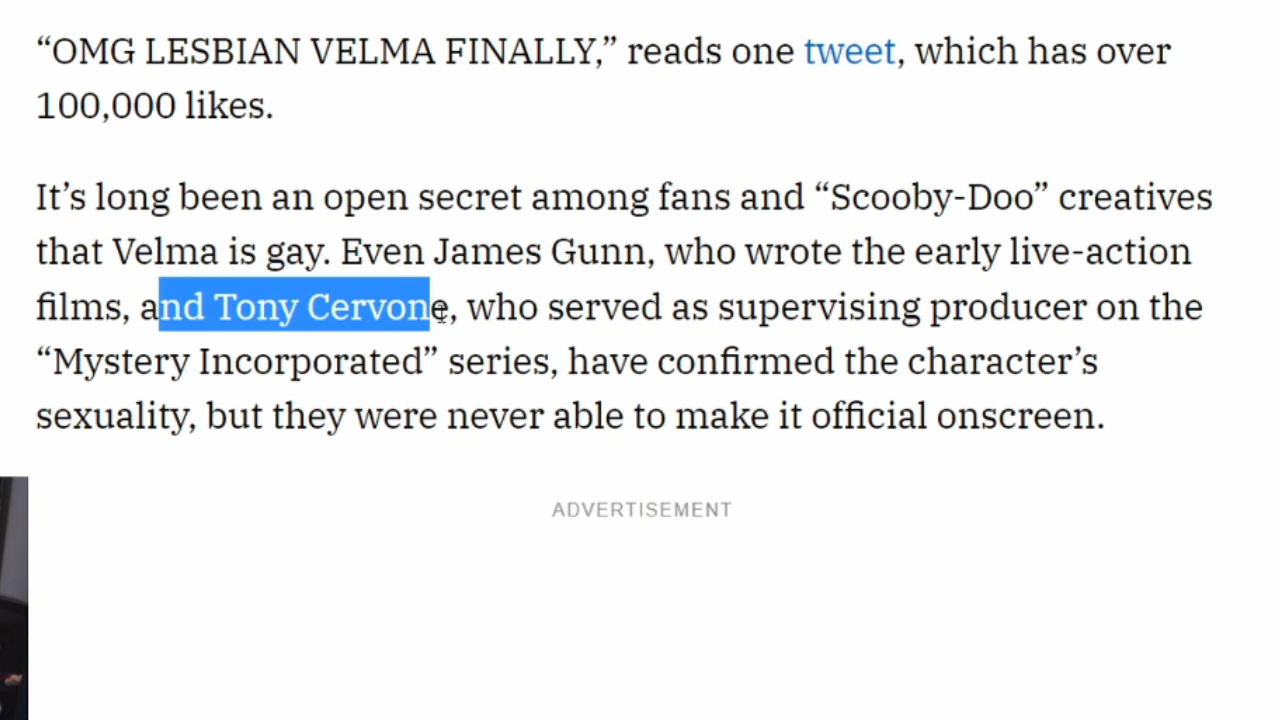 “OMG LESBIAN VELMA FINALLY,” reads one tweet, which has over
100,000 likes.
It’s long been an open secret among fans and “Scooby-Doo” creatives
that Velma is gay. Even James Gunn, who wrote the early live-action
films, and Tony Cervone, who served as supervising producer on the
“Mystery Incorporated” series, have confirmed the character’s
sexuality, but they were never able to make it official onscreen.
ADVERTISEMENT